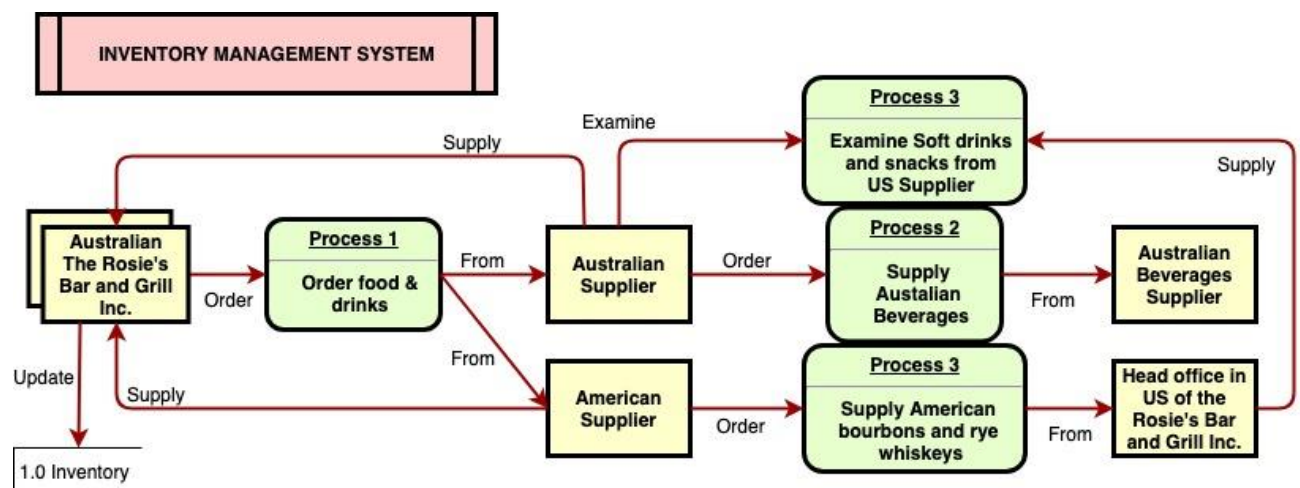 INVENTORY MANAGEMENT SYSTEM
Process 3
Examine Soft drinks
and snacks from
US Supplier
Examine
Supply
Supply
Australian
The Rosie's
Bar and Grill
Inc.
Order
Process 1
Order food &
drinks
From
From
Australian
Supplier
Order
Process 2
Supply
Austalian
Beverages
From
Australian
Beverages
Supplier
Update
Supply
American
Supplier
Order
Process 3
Supply American
bourbons and rye
whiskeys
From
Head office in
US of the
Rosie's Bar
and Grill Inc.
1.0 Inventory